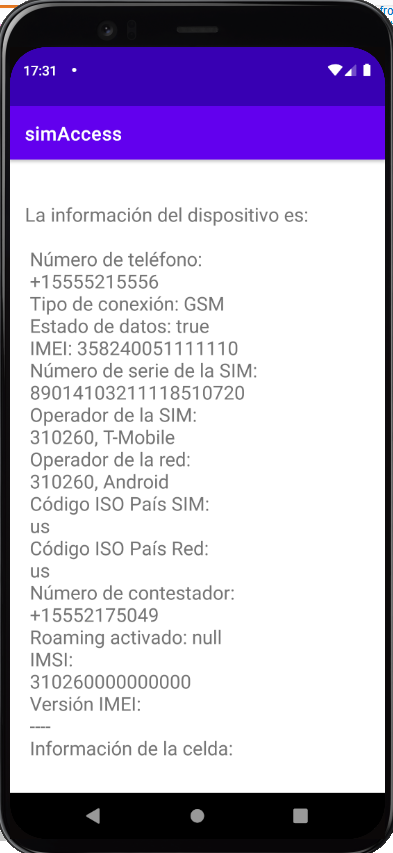 fro
17:31
simAccess
La información del dispositivo es:
Número de teléfono:
+15555215556
Tipo de conexión: GSM
Estado de datos: true
IMEI: 358240051111110
Número de serie de la SIM:
89014103211118510720
Operador de la SIM:
310260, T-Mobile
Operador de la red:
310260, Android
Código ISO País SIM:
us
Código ISO País Red:
us
Número de contestador:
+15552175049
Roaming activado: null
IMSI:
310260000000000
Versión IMEI:
----
Información de la celda: